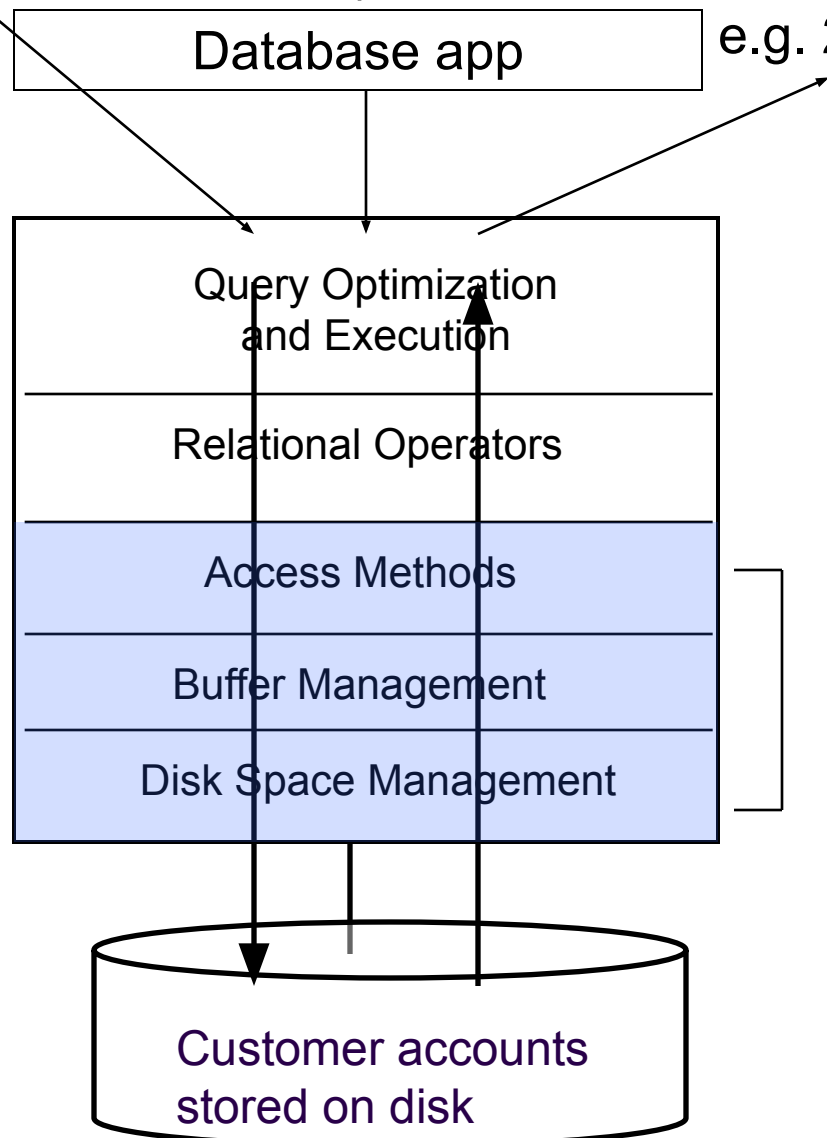 Database app
e.g.
Query Optimization
and Execution
Relational Operators
Access Methods
Buffer Management
Disk Space Management
Customer accounts
stored on disk